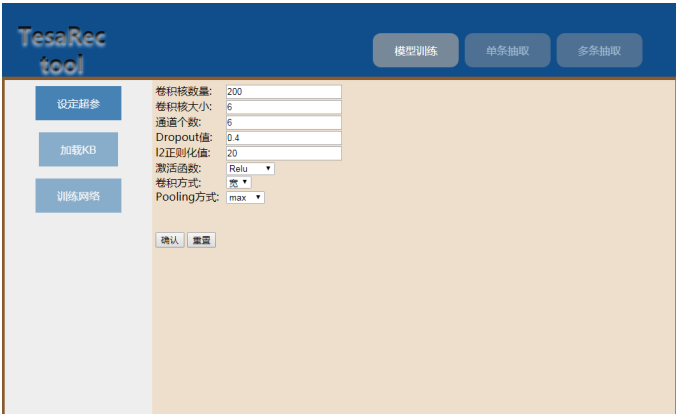 TesaRec
tool
模型训练
单条抽取
多条抽取
设定超参
加载KB
训练网络
卷积核数量: 200
卷积核大小: 6
通道个数: 6
Dropout值: 0.4
l2正则化值: 20
激活函数: Relu
卷积方式: 宽
Pooling方式: max
确认 重置